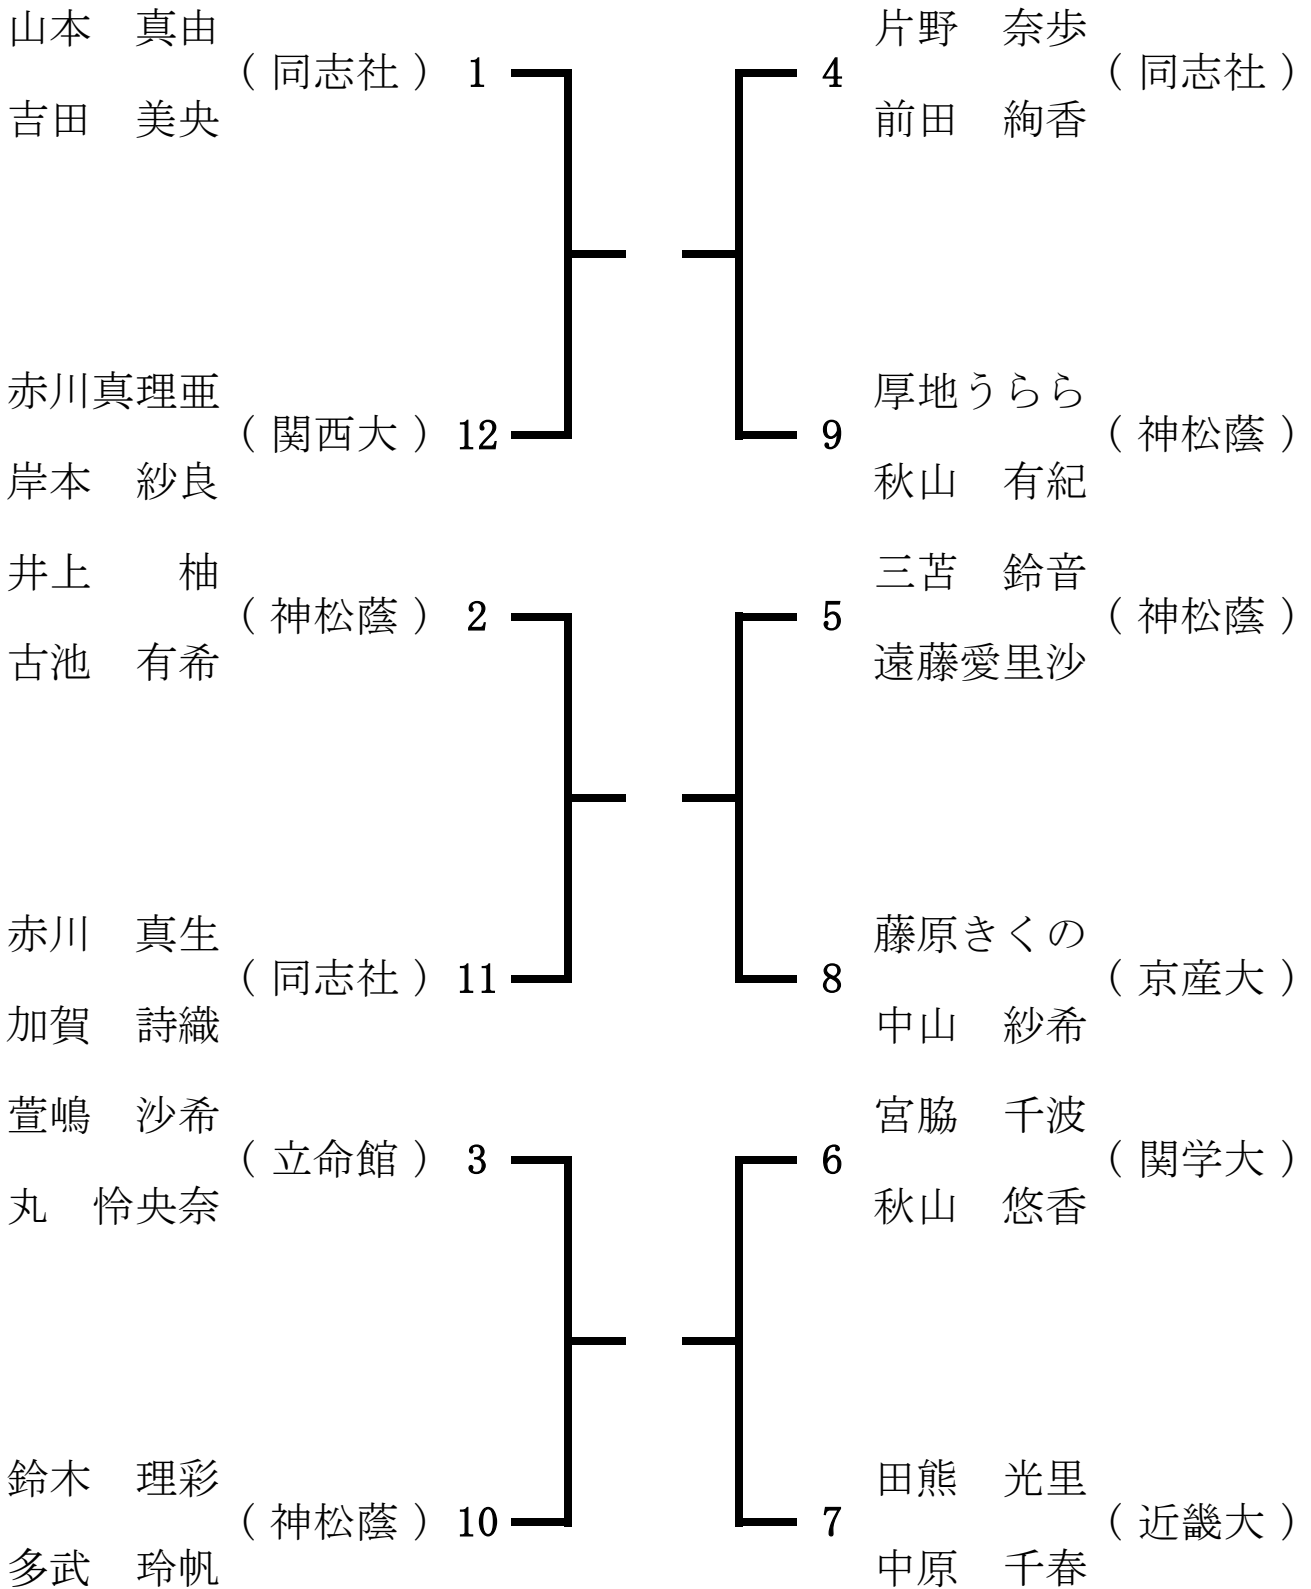 山本　真由
（同志社）1
吉田　美央
赤川真理亜
（関西大）12
岸本　紗良
井上　　柚
（神松蔭）2
古池　有希
赤川　真生
（同志社）11
加賀　詩織
萱嶋　沙希
（立命館）3
丸　怜央奈
鈴木　理彩
（神松蔭）10
多武　玲帆
片野　奈歩
4（同志社）
前田　絢香
厚地うらら
9（神松蔭）
秋山　有紀
三苫　鈴音
5（神松蔭）
遠藤愛里沙
藤原きくの
8（京産大）
中山　紗希
宮脇　千波
6（関学大）
秋山　悠香
田熊　光里
7（近畿大）
中原　千春